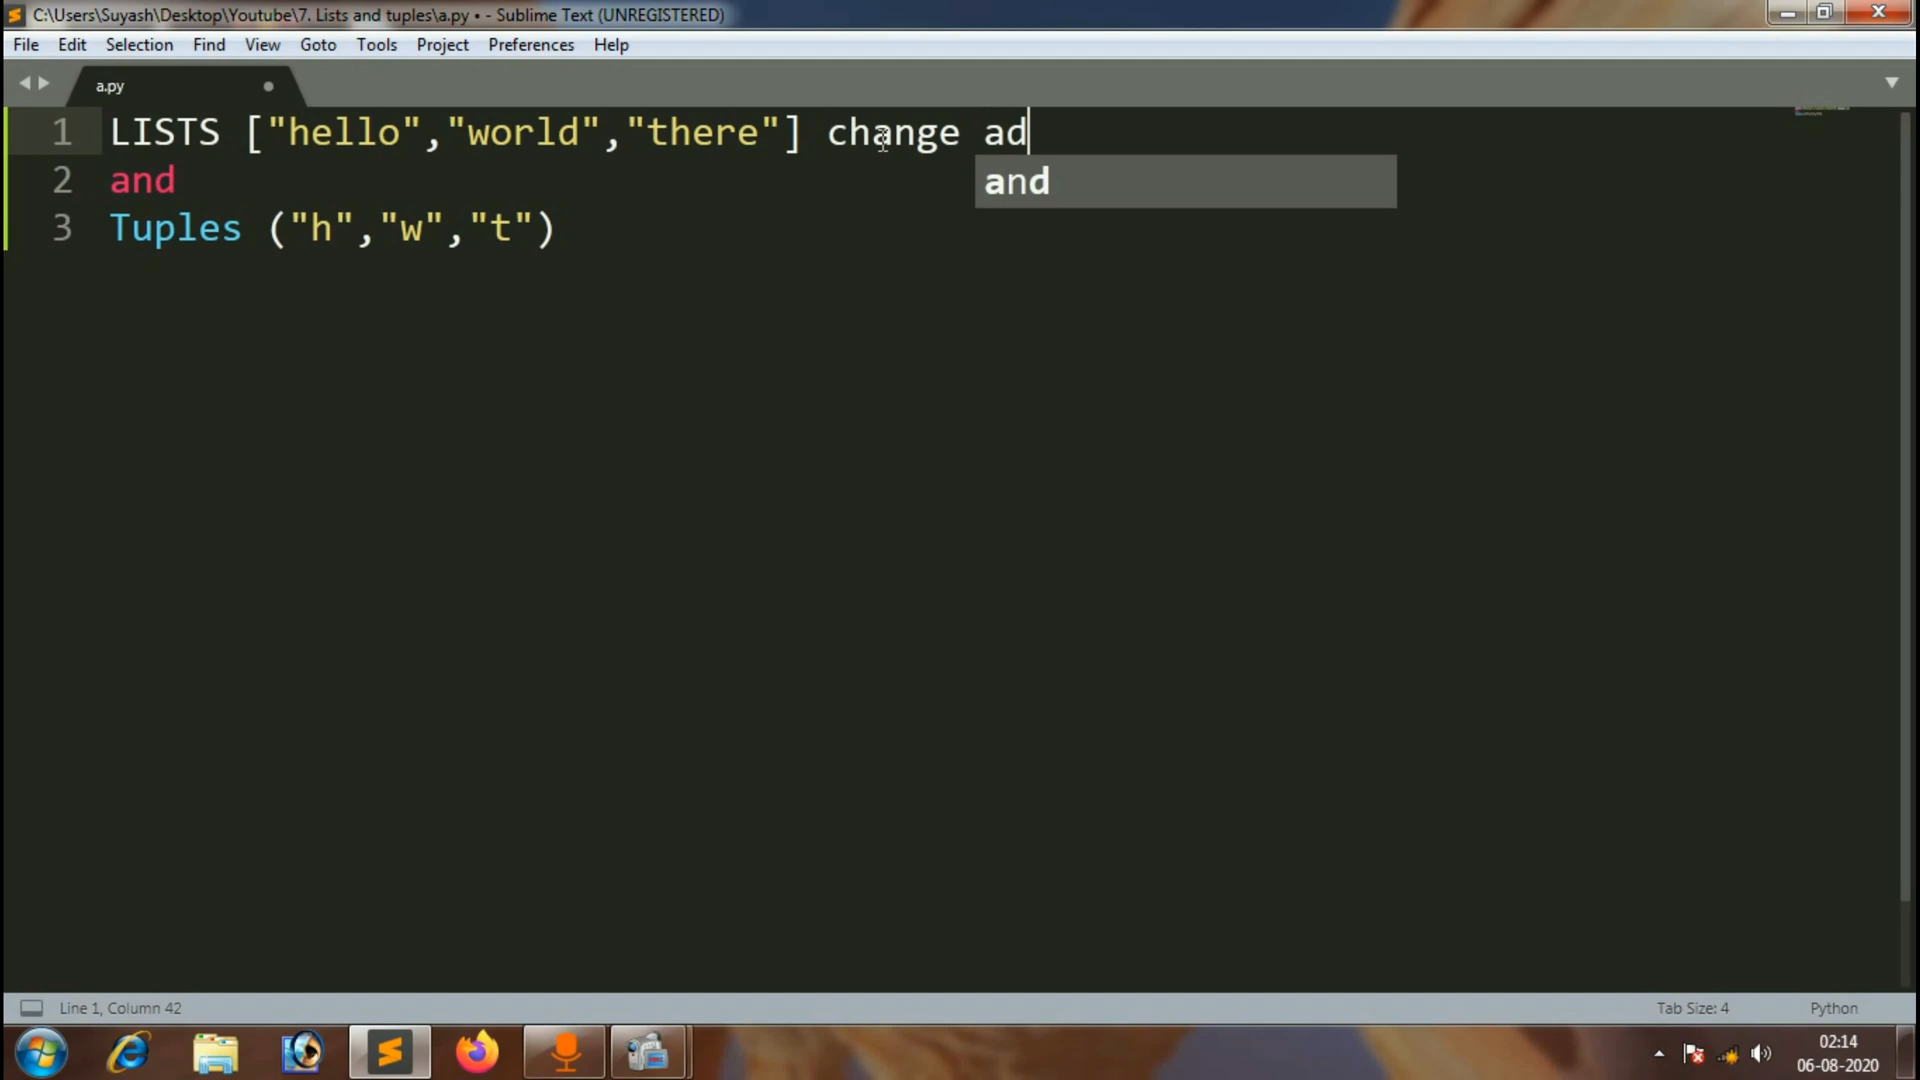 C:\Users\Suyash\Desktop\Youtube\7. Lists and tuples\a.py • - Sublime Text (UNREGISTERED)
File Edit Selection Find View Goto Tools Project Preferences Help
a.py
1 LISTS ["hello","world","there"] change ad
and
2 and
3 Tuples ("h","w","t")
Line 1, Column 42 Tab Size: 4 Python
02:14
06-08-2020